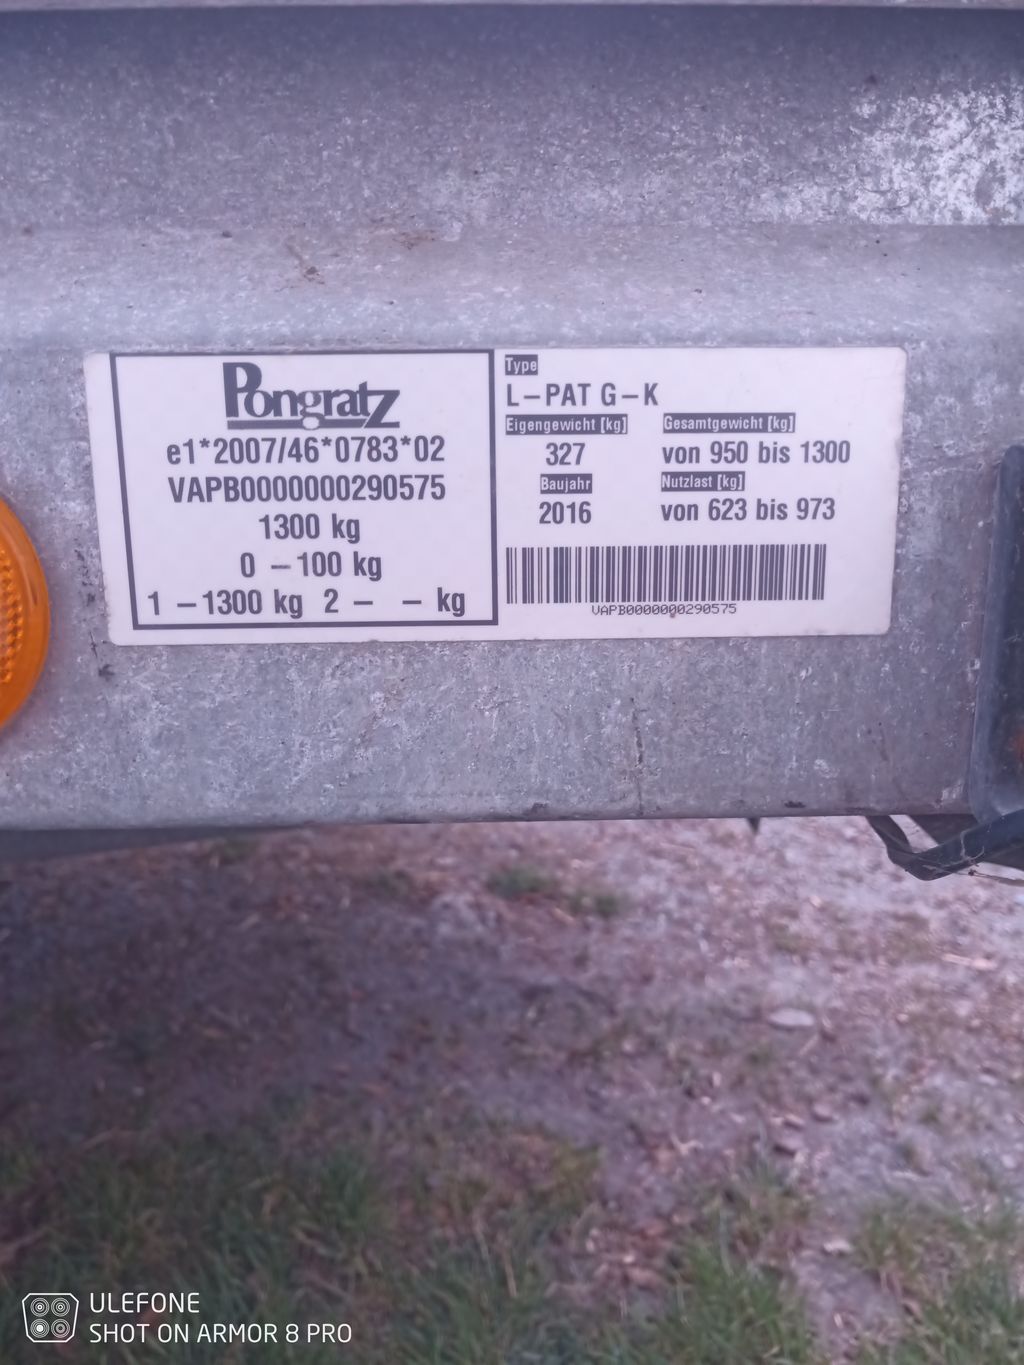 Pongratz
e1*2007/46*0783*02
VAPB0000000290575
1300 kg
0 – 100 kg
1 – 1300 kg 2 – – kg
Type
L – PAT G – K
Eigengewicht [kg] Gesamtgewicht [kg]
327 von 950 bis 1300
Baujahr Nutzlast [kg]
2016 von 623 bis 973
VAPB0000000290575
ULEFONE
SHOT ON ARMOR 8 PRO